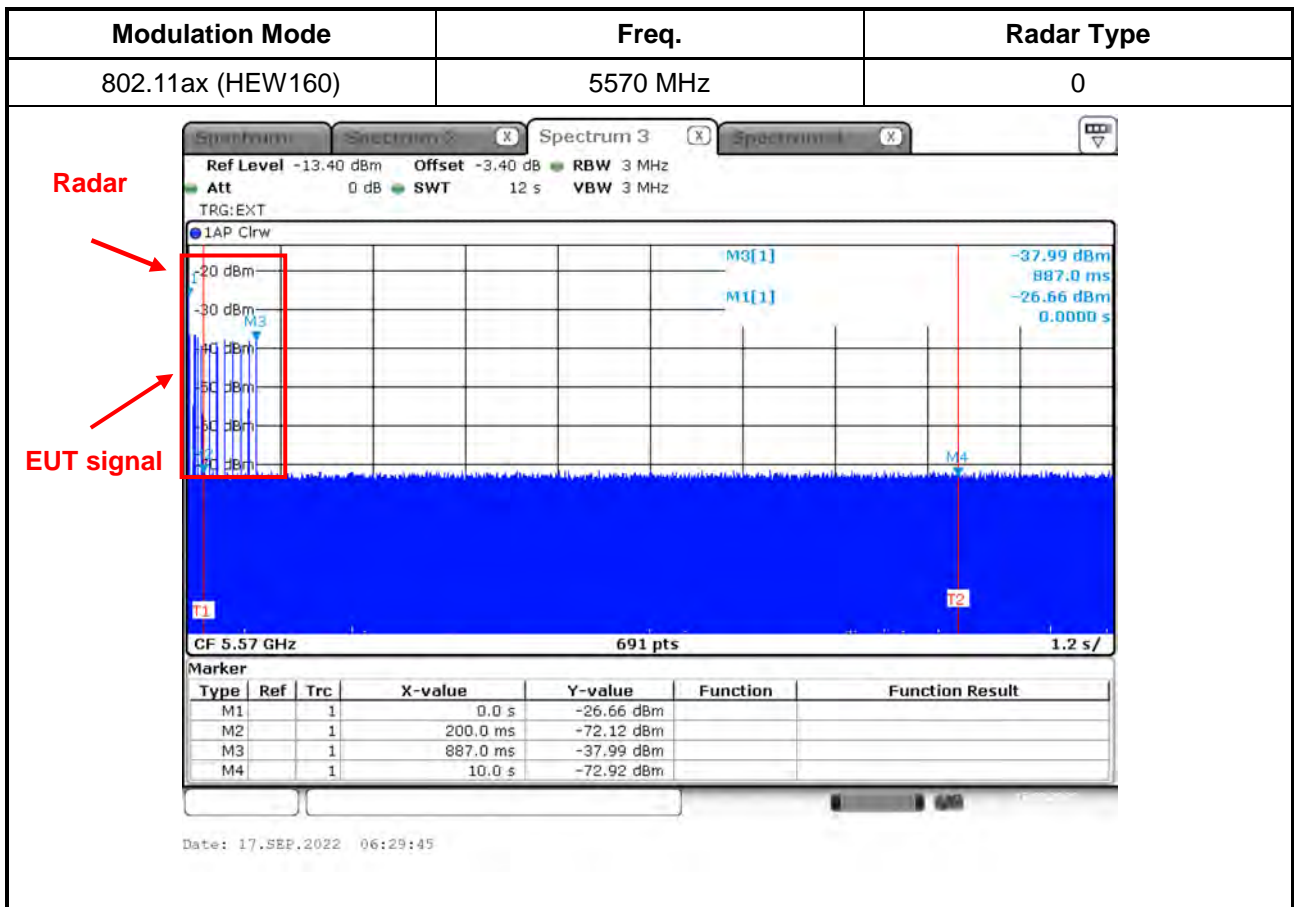 Modulation Mode Freq. Radar Type
802.11ax (HEW160) 5570 MHz 0
Spectrum Spectrum 2 X Spectrum 3 X Spectrum 4 X
Ref Level -13.40 dBm Offset -3.40 dB RBW 3 MHz
Radar
Att 0 dB SWT 12 s VBW 3 MHz
TRG:EXT
1AP Clrw
M3[1] -37.99 dBm
-20 dBm 887.0 ms
M1[1] -26.66 dBm
-30 dBm 0.0000 s
M3
-40 dBm
-50 dBm
-60 dBm
EUT signal
-70 dBm M4
T1 T2
CF 5.57 GHz 691 pts 1.2 s/
Marker
Type Ref Trc X-value Y-value Function Function Result
M1 1 0.0 s -26.66 dBm
M2 1 200.0 ms -72.12 dBm
M3 1 887.0 ms -37.99 dBm
M4 1 10.0 s -72.92 dBm
Date: 17.SEP.2022 06:29:45